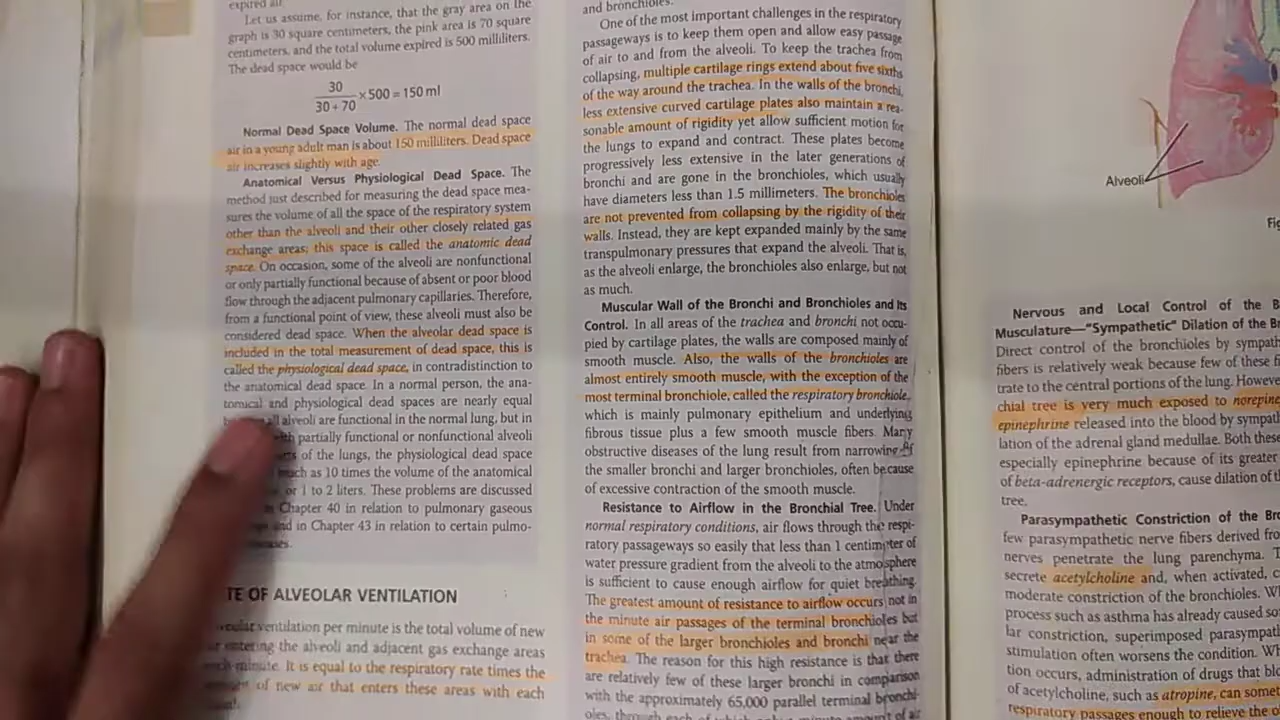 expired air.
Let us assume, for instance, that the gray area on the
graph is 30 square centimeters, the pink area is 70 square
centimeters, and the total volume expired is 500 milliliters.
The dead space would be
30
30 + 70
× 500 = 150 ml
Normal Dead Space Volume. The normal dead space
air in a young adult man is about 150 milliliters. Dead space
air increases slightly with age.
Anatomical Versus Physiological Dead Space. The
method just described for measuring the dead space mea-
sures the volume of all the space of the respiratory system
other than the alveoli and their other closely related gas
exchange areas; this space is called the anatomic dead
space. On occasion, some of the alveoli are nonfunctional
or only partially functional because of absent or poor blood
flow through the adjacent pulmonary capillaries. Therefore,
from a functional point of view, these alveoli must also be
considered dead space. When the alveolar dead space is
included in the total measurement of dead space, this is
called the physiological dead space, in contradistinction to
the anatomical dead space. In a normal person, the ana-
tomical and physiological dead spaces are nearly equal
all alveoli are functional in the normal lung, but in
partially functional or nonfunctional alveoli
of the lungs, the physiological dead space
much as 10 times the volume of the anatomical
or 1 to 2 liters. These problems are discussed
in Chapter 40 in relation to pulmonary gaseous
and in Chapter 43 in relation to certain pulmo-
TE OF ALVEOLAR VENTILATION
ventilation per minute is the total volume of new
entering the alveoli and adjacent gas exchange areas
minute. It is equal to the respiratory rate times the
of new air that enters these areas with each
and bronchioles.
One of the most important challenges in the respiratory
passageways is to keep them open and allow easy passage
of air to and from the alveoli. To keep the trachea from
collapsing, multiple cartilage rings extend about five sixths
of the way around the trachea. In the walls of the bronchi,
less extensive curved cartilage plates also maintain a rea-
sonable amount of rigidity yet allow sufficient motion for
the lungs to expand and contract. These plates become
progressively less extensive in the later generations of
bronchi and are gone in the bronchioles, which usually
have diameters less than 1.5 millimeters. The bronchioles
are not prevented from collapsing by the rigidity of their
walls. Instead, they are kept expanded mainly by the same
transpulmonary pressures that expand the alveoli. That is,
as the alveoli enlarge, the bronchioles also enlarge, but not
as much.
Muscular Wall of the Bronchi and Bronchioles and Its
Control. In all areas of the trachea and bronchi not occu-
pied by cartilage plates, the walls are composed mainly of
smooth muscle. Also, the walls of the bronchioles are
almost entirely smooth muscle, with the exception of the
most terminal bronchiole, called the respiratory bronchiole,
which is mainly pulmonary epithelium and underlying
fibrous tissue plus a few smooth muscle fibers. Many
obstructive diseases of the lung result from narrowing of
the smaller bronchi and larger bronchioles, often because
of excessive contraction of the smooth muscle.
Resistance to Airflow in the Bronchial Tree. Under
normal respiratory conditions, air flows through the respi-
ratory passageways so easily that less than 1 centimeter of
water pressure gradient from the alveoli to the atmosphere
is sufficient to cause enough airflow for quiet breathing.
The greatest amount of resistance to airflow occurs not in
the minute air passages of the terminal bronchioles but
in some of the larger bronchioles and bronchi near the
trachea. The reason for this high resistance is that there
are relatively few of these larger bronchi in comparison
with the approximately 65,000 parallel terminal bronchi-
oles, through each of which only a minute amount of air
Alveoli
Fig
Nervous and Local Control of the B
Musculature—"Sympathetic" Dilation of the B
Direct control of the bronchioles by sympath
fibers is relatively weak because few of these f
trate to the central portions of the lung. Howeve
chial tree is very much exposed to norepine
epinephrine released into the blood by sympat
lation of the adrenal gland medullae. Both these
especially epinephrine because of its greater
of beta-adrenergic receptors, cause dilation of th
tree.
Parasympathetic Constriction of the Bro
few parasympathetic nerve fibers derived fro
nerves penetrate the lung parenchyma. T
secrete acetylcholine and, when activated, c
moderate constriction of the bronchioles. W
process such as asthma has already caused so
lar constriction, superimposed parasympat
stimulation often worsens the condition. Wh
tion occurs, administration of drugs that bl
of acetylcholine, such as atropine, can somet
respiratory passages enough to relieve the o